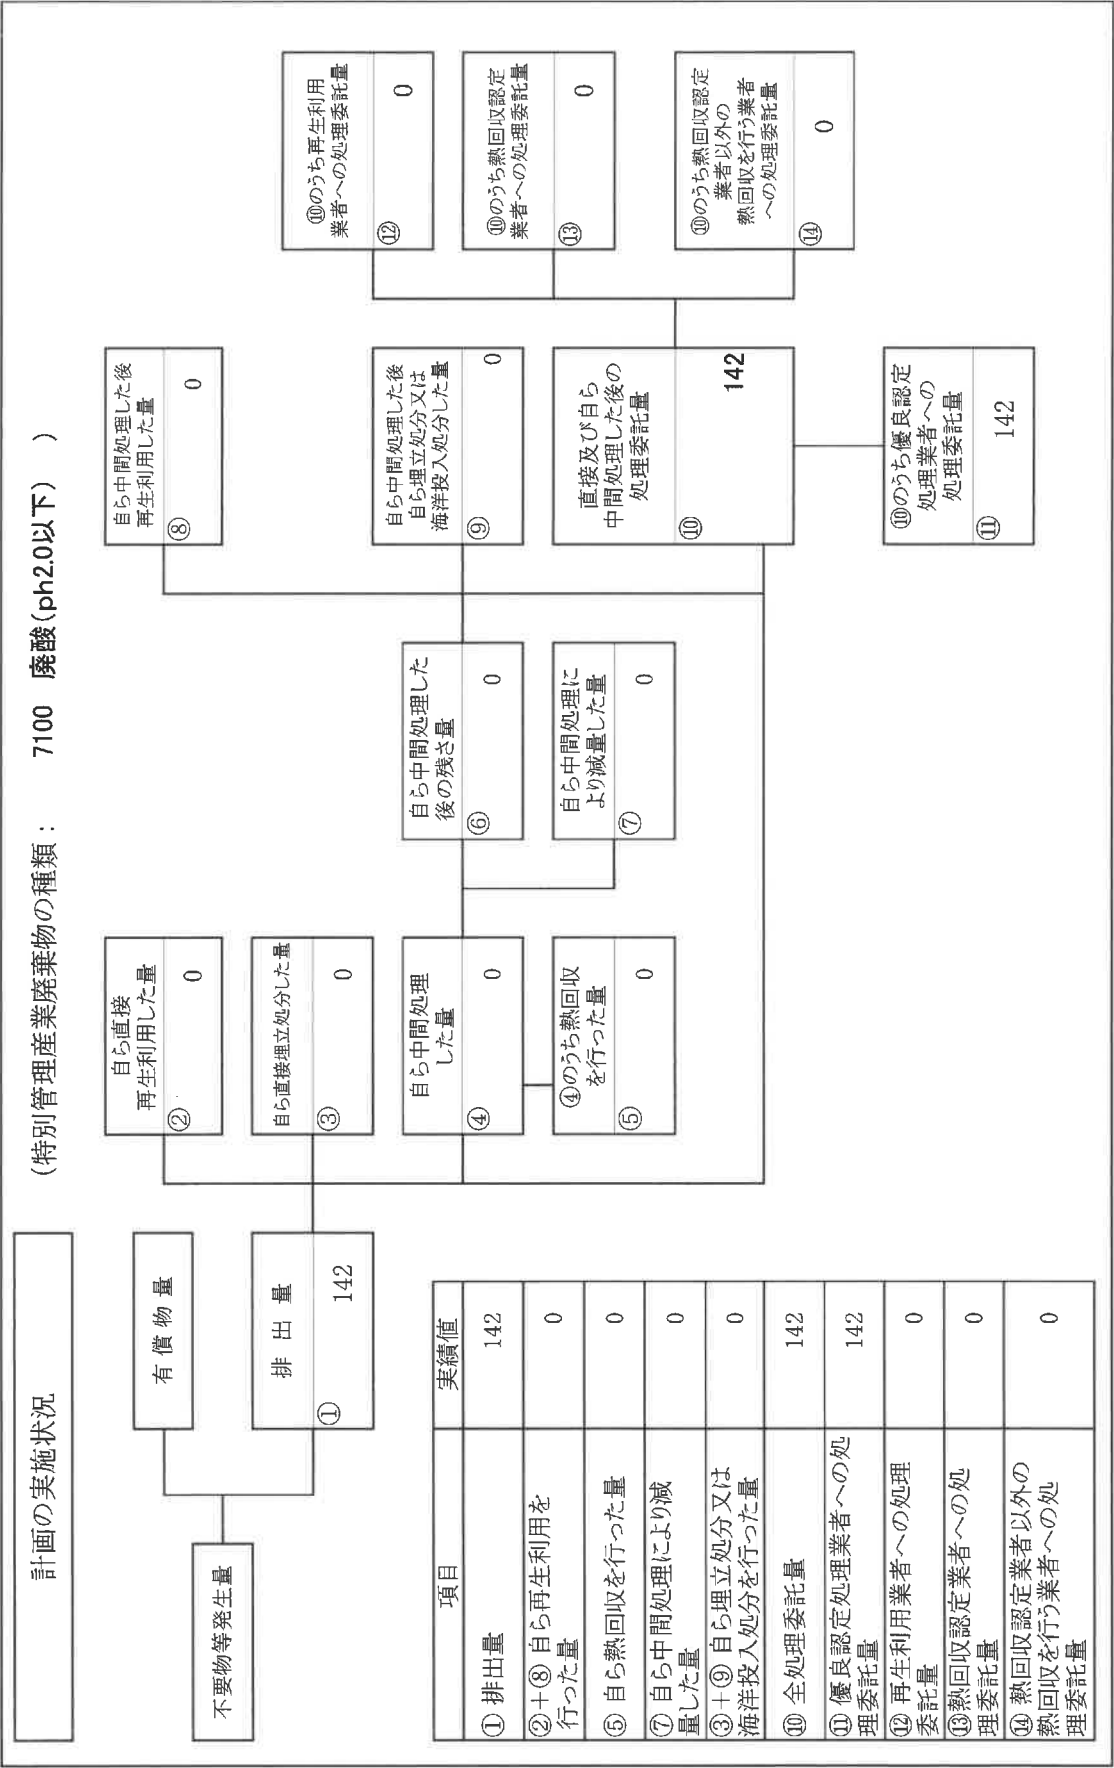 計画の実施状況
(特別管理産業廃棄物の種類： 7100 廃酸(ph2.0以下) )
不要物等発生量
有償物量
排出量
① 142
自ら直接
再生利用した量
② 0
自ら直接埋立処分した量
③ 0
自ら中間処理
した量
④ 0
④のうち熱回収
を行った量
⑤ 0
自ら中間処理した
後の残さ量
⑥ 0
自ら中間処理に
より減量した量
⑦ 0
自ら中間処理した後
再生利用した量
⑧ 0
自ら中間処理した後
自ら埋立処分又は
海洋投入処分した量
⑨ 0
直接及び自ら
中間処理した後の
処理委託量
⑩ 142
⑩のうち優良認定
処理業者への
処理委託量
⑪ 142
⑩のうち再生利用
業者への処理委託量
⑫ 0
⑩のうち熱回収認定
業者への処理委託量
⑬ 0
⑩のうち熱回収認定
業者以外の
熱回収を行う業者
への処理委託量
⑭ 0
項目 実績値
① 排出量 142
②＋⑧ 自ら再生利用を
行った量 0
⑤ 自ら熱回収を行った量 0
⑦ 自ら中間処理により減
量した量 0
③＋⑨ 自ら埋立処分又は
海洋投入処分を行った量 0
⑩ 全処理委託量 142
⑪ 優良認定処理業者への処
理委託量 142
⑫ 再生利用業者への処理
委託量 0
⑬熱回収認定業者への処
理委託量 0
⑭ 熱回収認定業者以外の
熱回収を行う業者への処
理委託量 0